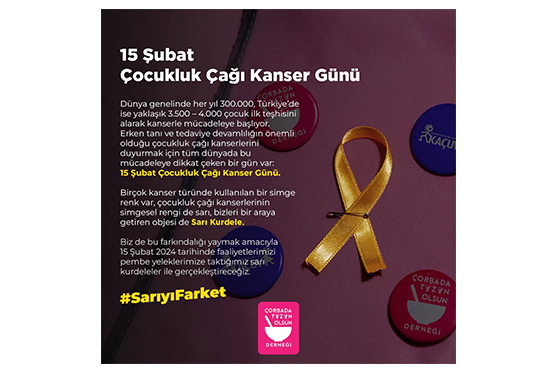 15 Şubat
Çocukluk Çağı Kanser Günü
Dünya genelinde her yıl 300.000, Türkiye’de
ise yaklaşık 3.500 – 4.000 çocuk ilk teşhisini
alarak kanserle mücadeleye başlıyor.
Erken tanı ve tedaviye devamlılığın önemli
olduğu çocukluk çağı kanserlerini
duyurmak için tüm dünyada bu
mücadeleye dikkat çeken bir gün var:
15 Şubat Çocukluk Çağı Kanser Günü.
Birçok kanser türünde kullanılan bir simge
renk var, çocukluk çağı kanserlerinin
simgesel rengi de sarı, bizleri bir araya
getiren objesi de Sarı Kurdele.
Biz de bu farkındalığı yaymak amacıyla
15 Şubat 2024 tarihinde faaliyetlerimizi
pembe yeleklerimize taktığımız sarı
kurdeleler ile gerçekleştireceğiz.
#SarıyıFarket
ÇORBADA
TUZUN
OLSUN
DERNEĞİ
ÇORBADA
TUZUN
OLSUN
DERNEĞİ
KAÇUV
ÇORBADA
TUZUN
OLSUN
DERNEĞİ